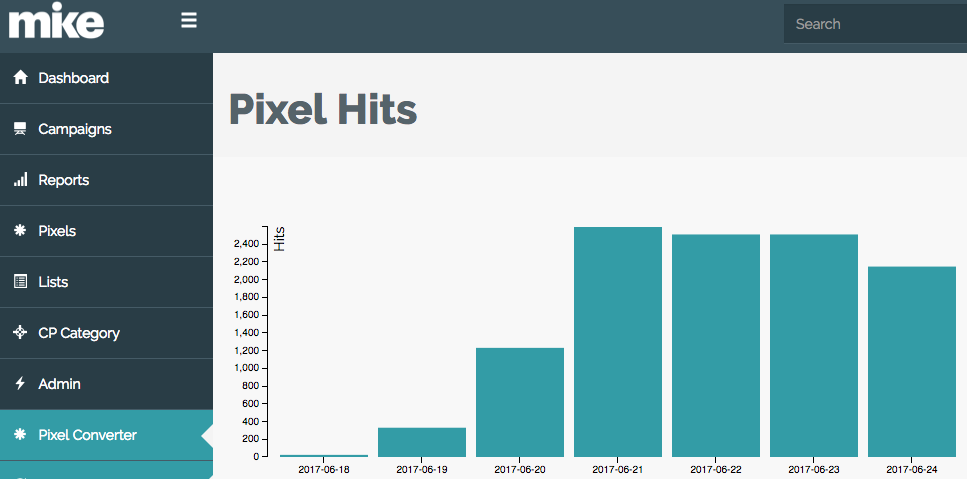 mike
Search
Dashboard
Campaigns
Reports
Pixels
Lists
CP Category
Admin
Pixel Converter
Pixel Hits
Hits
2,400
2,200
2,000
1,800
1,600
1,400
1,200
1,000
800
600
400
200
0
2017-06-18 2017-06-19 2017-06-20 2017-06-21 2017-06-22 2017-06-23 2017-06-24